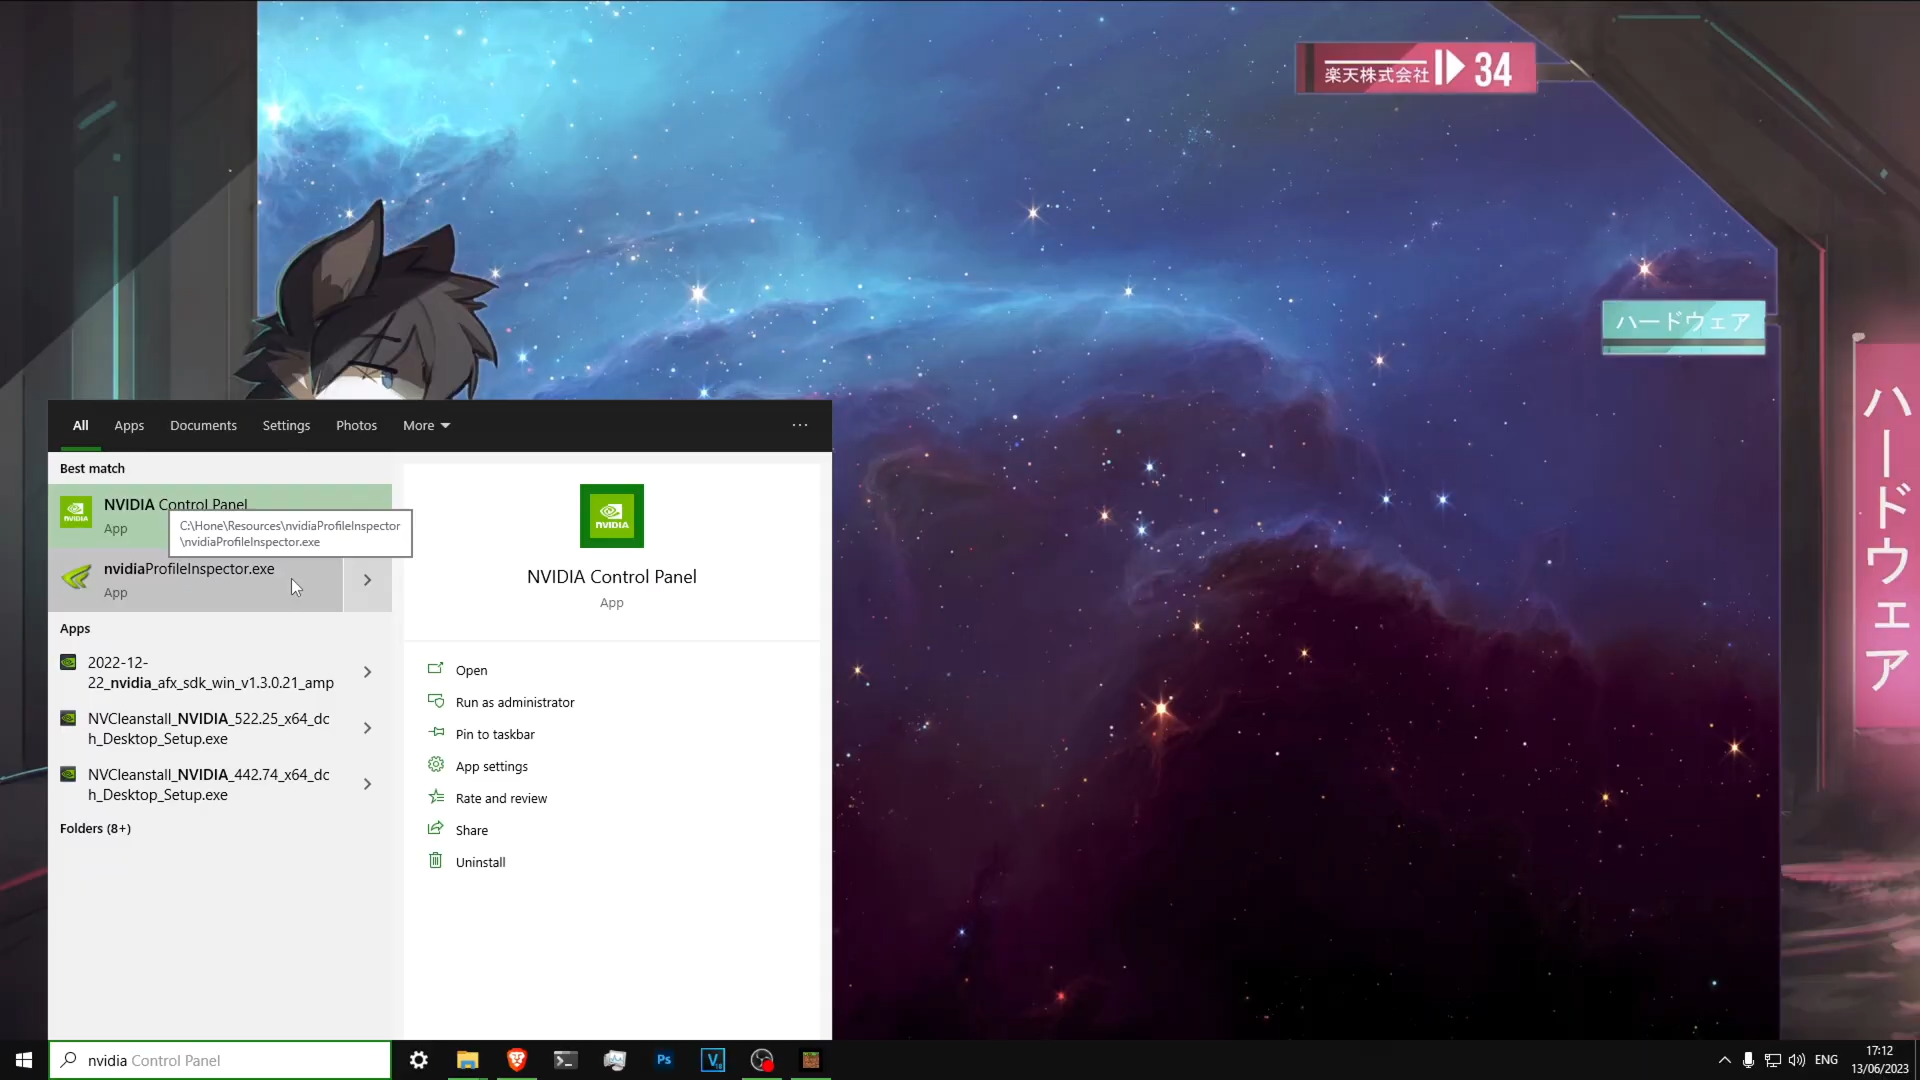 楽天株式会社
34
ハードウェア
ハードウェア
All
Apps
Documents
Settings
Photos
More
Best match
NVIDIA Control Panel
App
C:\Hone\Resources\nvidiaProfileInspector
\nvidiaProfileInspector.exe
nvidiaProfileInspector.exe
App
Apps
2022-12-
22_nvidia_afx_sdk_win_v1.3.0.21_amp
NVCleanstall_NVIDIA_522.25_x64_dc
h_Desktop_Setup.exe
NVCleanstall_NVIDIA_442.74_x64_dc
h_Desktop_Setup.exe
Folders (8+)
NVIDIA
NVIDIA
NVIDIA Control Panel
App
Open
Run as administrator
Pin to taskbar
App settings
Rate and review
Share
Uninstall
nvidia Control Panel
Ps
V
18
ENG
17:12
13/06/2023